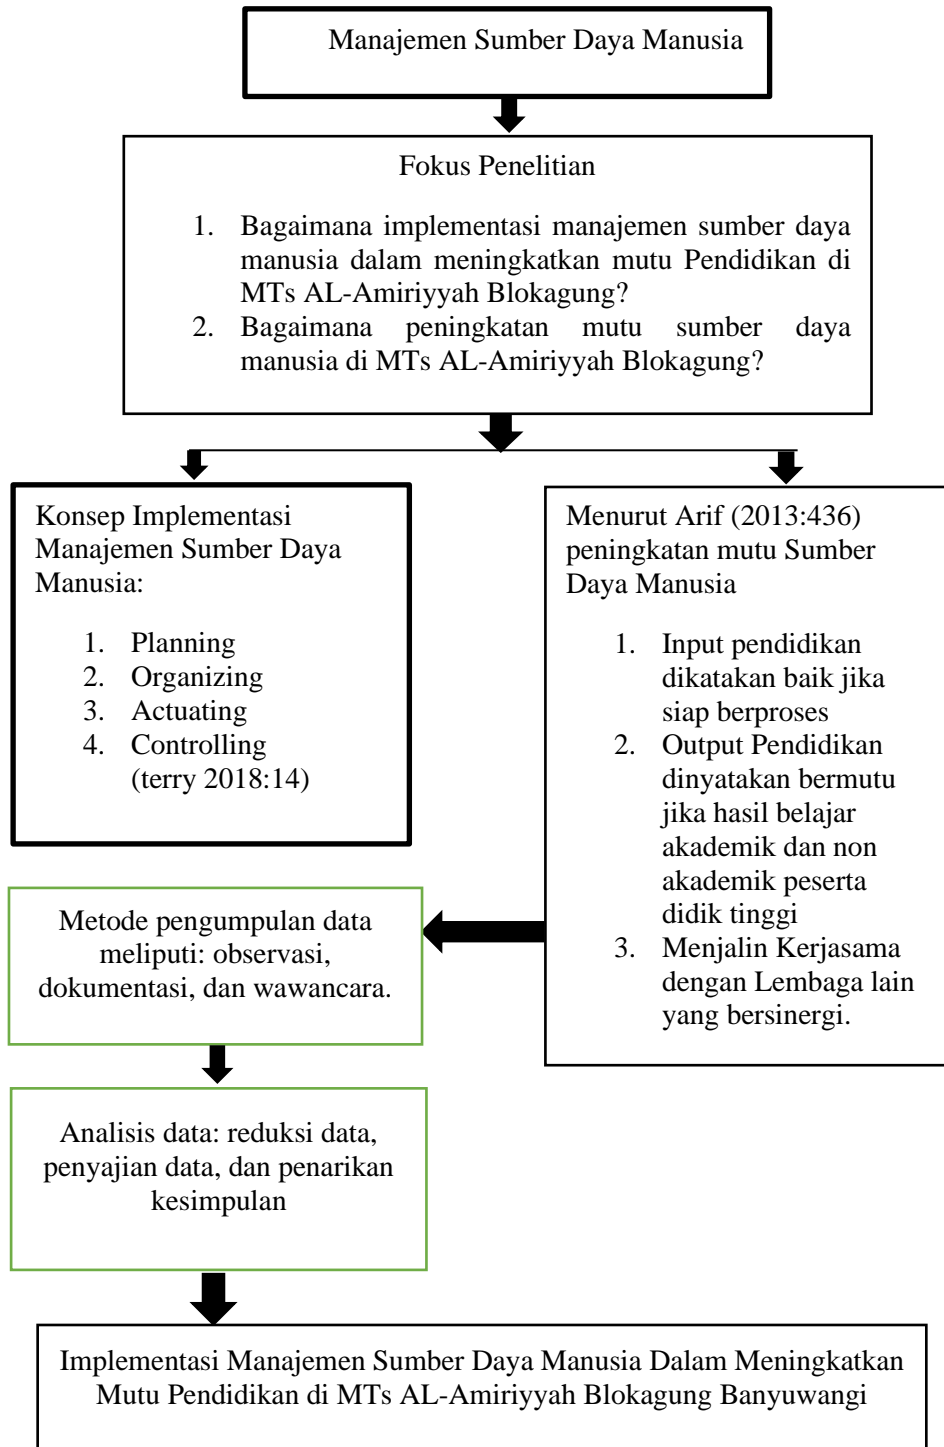 Manajemen Sumber Daya Manusia
Fokus Penelitian
1. Bagaimana implementasi manajemen sumber daya
manusia dalam meningkatkan mutu Pendidikan di
MTs AL-Amiriyyah Blokagung?
2. Bagaimana peningkatan mutu sumber daya
manusia di MTs AL-Amiriyyah Blokagung?
Konsep Implementasi
Manajemen Sumber Daya
Manusia:
1. Planning
2. Organizing
3. Actuating
4. Controlling
(terry 2018:14)
Menurut Arif (2013:436)
peningkatan mutu Sumber
Daya Manusia
1. Input pendidikan
dikatakan baik jika
siap berproses
2. Output Pendidikan
dinyatakan bermutu
jika hasil belajar
akademik dan non
akademik peserta
didik tinggi
3. Menjalin Kerjasama
dengan Lembaga lain
yang bersinergi.
Metode pengumpulan data
meliputi: observasi,
dokumentasi, dan wawancara.
Analisis data: reduksi data,
penyajian data, dan penarikan
kesimpulan
Implementasi Manajemen Sumber Daya Manusia Dalam Meningkatkan
Mutu Pendidikan di MTs AL-Amiriyyah Blokagung Banyuwangi